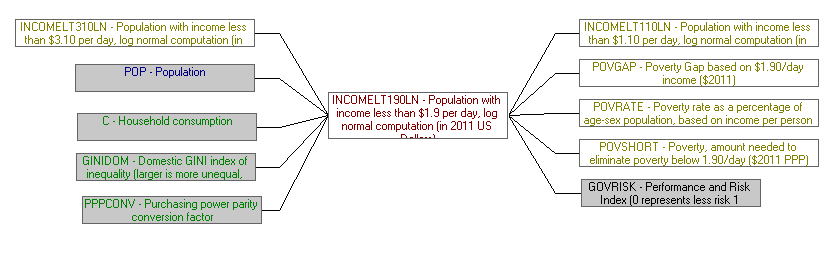 INCOMELT310LN - Population with income less
than $3.10 per day, log normal computation (in
POP - Population
C - Household consumption
GINIDOM - Domestic GINI index of
inequality (larger is more unequal,
PPPCONV - Purchasing power parity
conversion factor
INCOMELT190LN - Population with
income less than $1.9 per day, log
normal computation (in 2011 US
Dollars)
INCOMELT110LN - Population with income less
than $1.10 per day, log normal computation (in
POVGAP - Poverty Gap based on $1.90/day
income ($2011)
POVRATE - Poverty rate as a percentage of
age-sex population, based on income per person
POVSHORT - Poverty, amount needed to
eliminate poverty below 1.90/day ($2011 PPP)
GOVRISK - Performance and Risk
Index (0 represents less risk 1